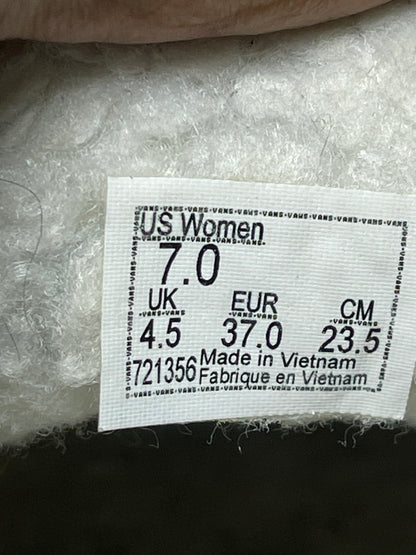 US Women
7.0
UK EUR CM
4.5 37.0 23.5
721356 Made in Vietnam
Fabrique en Vietnam